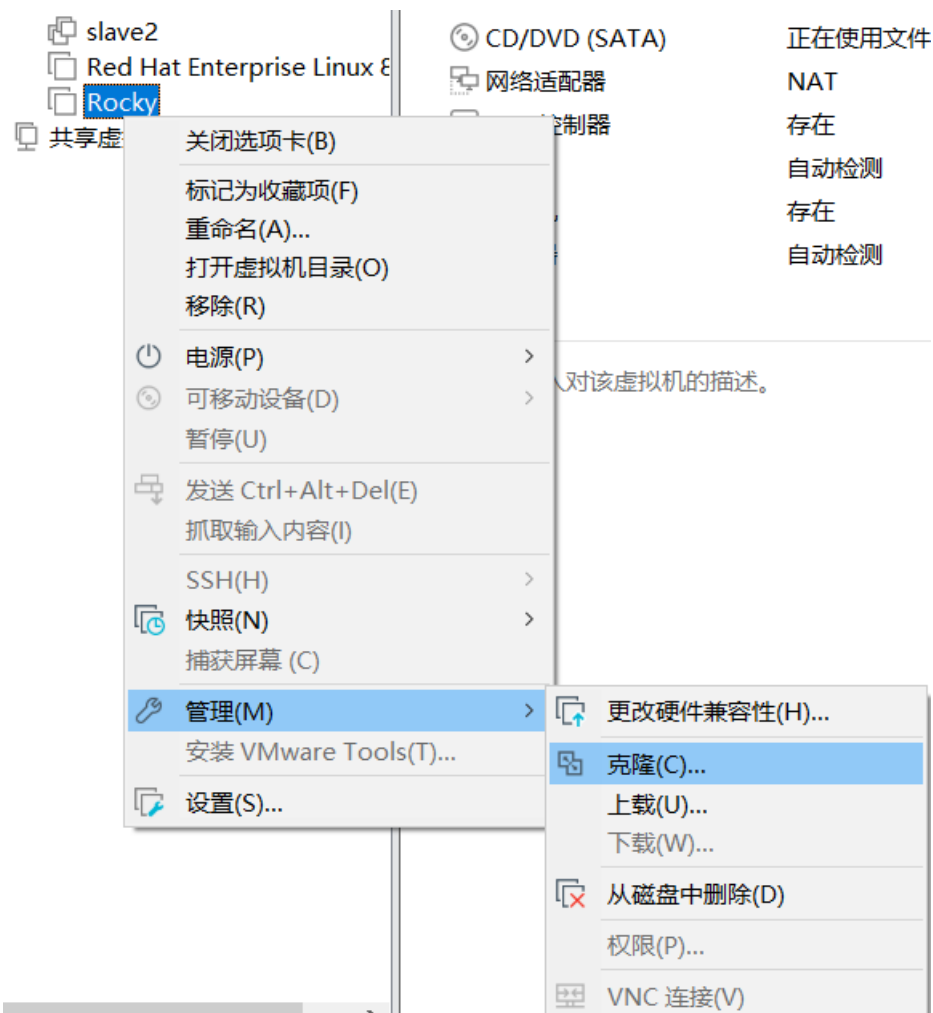 slave2
Red Hat Enterprise Linux 8
Rocky
共享虚
CD/DVD (SATA) 正在使用文件
网络适配器 NAT
控制器 存在
自动检测
存在
自动检测
对该虚拟机的描述。
关闭选项卡(B)
标记为收藏项(F)
重命名(A)...
打开虚拟机目录(O)
移除(R)
电源(P)
可移动设备(D)
暂停(U)
发送 Ctrl+Alt+Del(E)
抓取输入内容(I)
SSH(H)
快照(N)
捕获屏幕 (C)
管理(M)
安装 VMware Tools(T)...
设置(S)...
更改硬件兼容性(H)...
克隆(C)...
上载(U)...
下载(W)...
从磁盘中删除(D)
权限(P)...
VNC 连接(V)